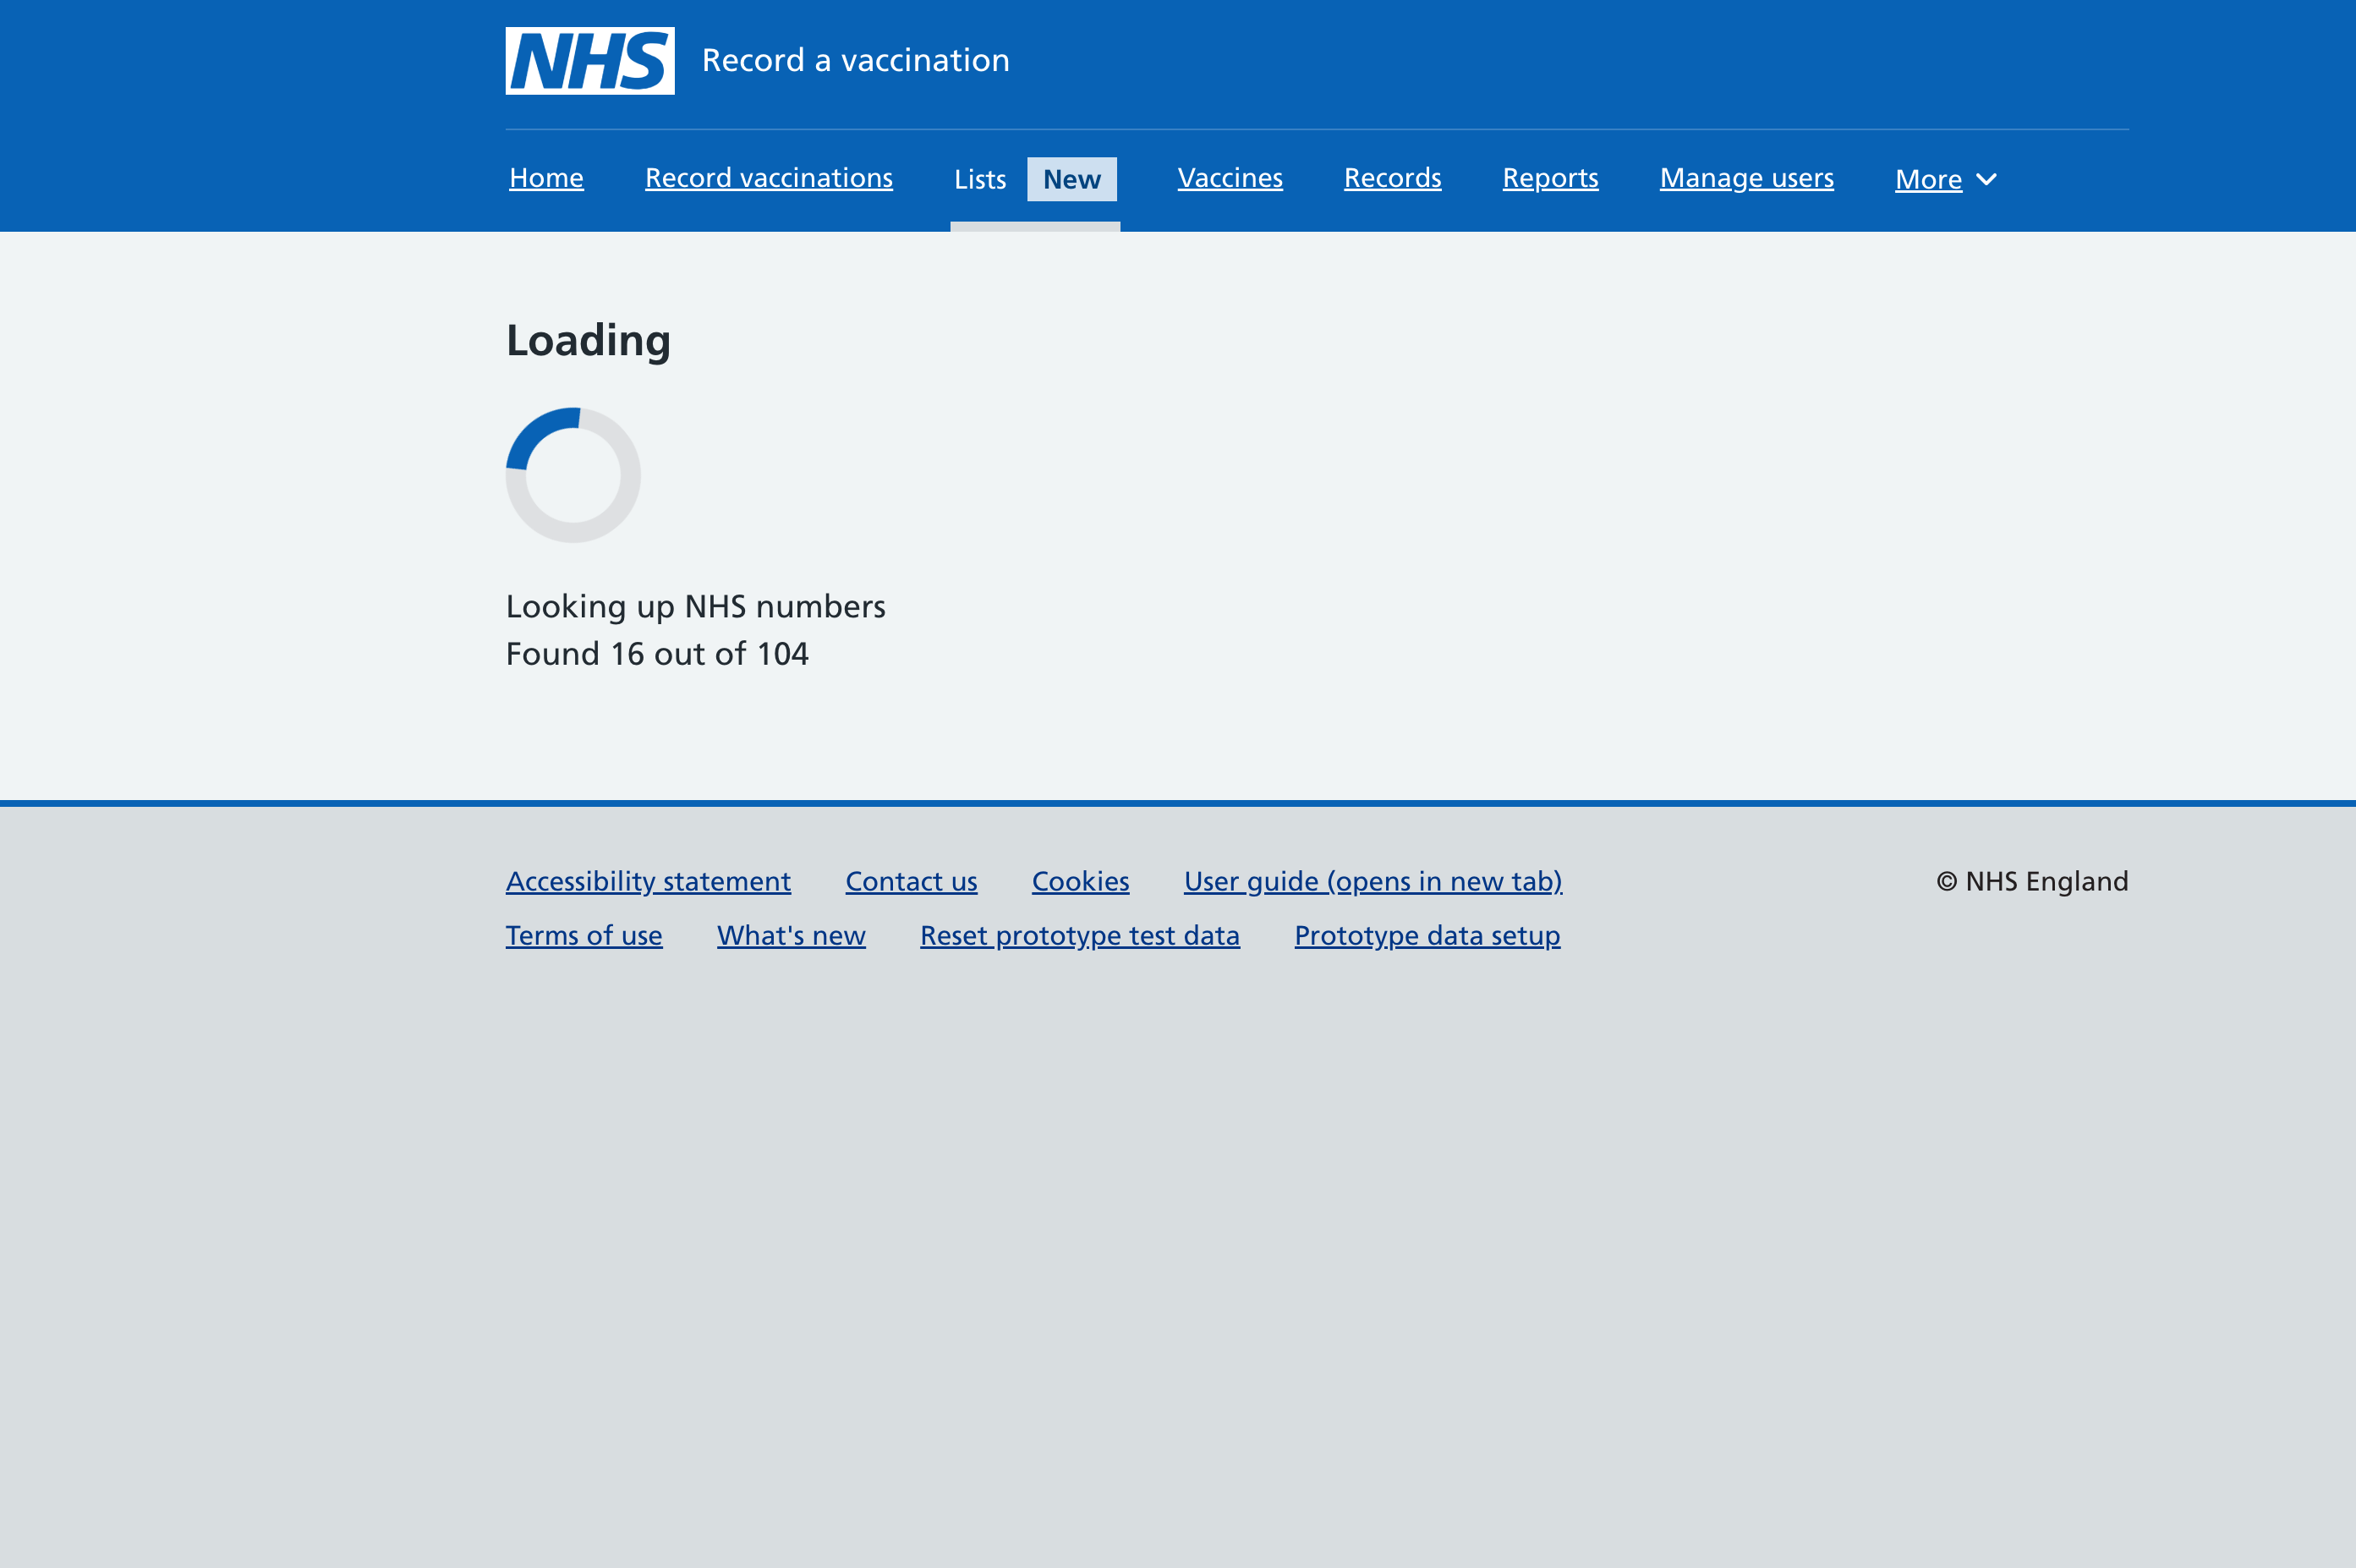 NHS Record a vaccination
Home Record vaccinations Lists New Vaccines Records Reports Manage users More
Loading
Looking up NHS numbers
Found 16 out of 104
Accessibility statement Contact us Cookies User guide (opens in new tab) © NHS England
Terms of use What's new Reset prototype test data Prototype data setup